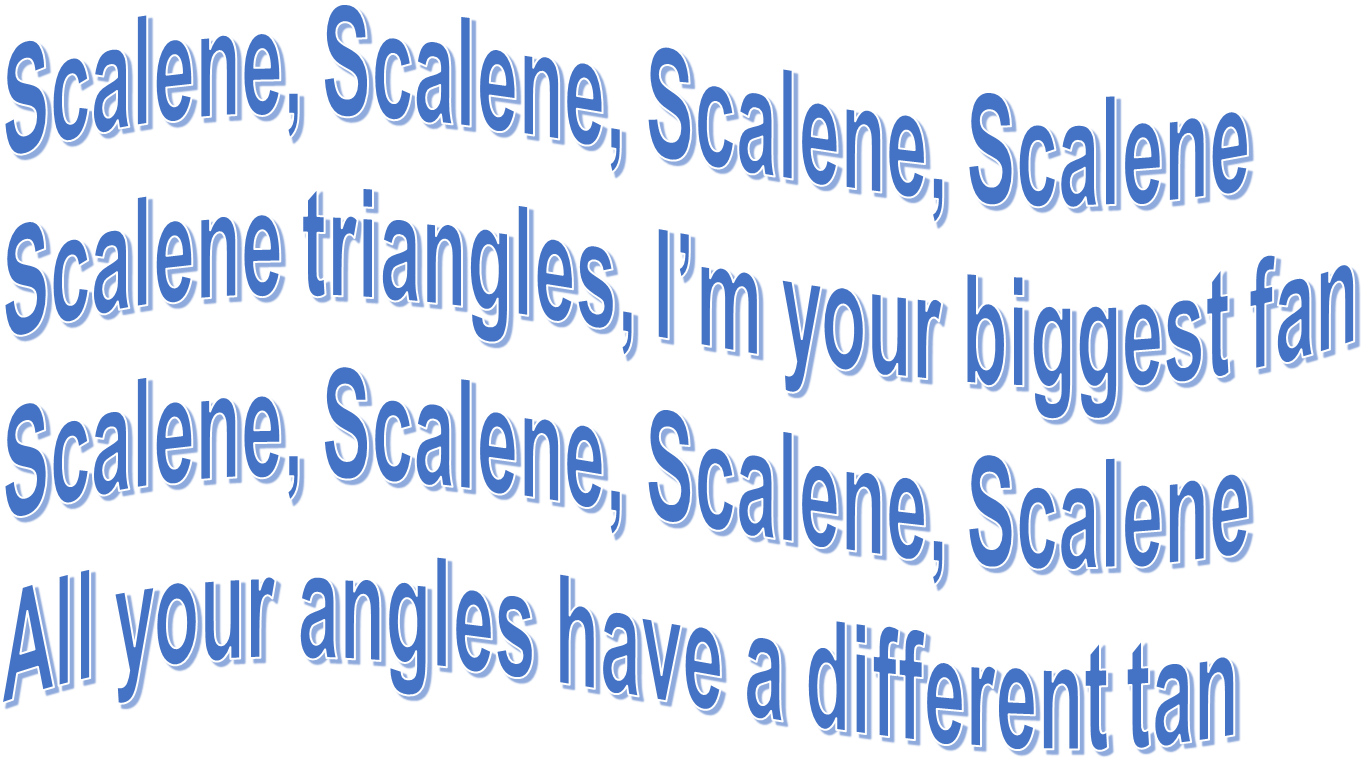 Scalene, Scalene, Scalene, Scalene
Scalene triangles, I’m your biggest fan
Scalene, Scalene, Scalene, Scalene
All your angles have a different tan